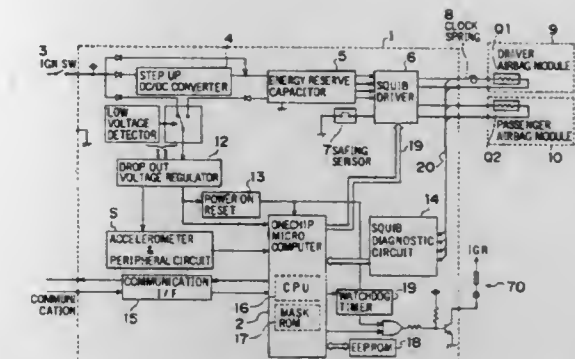 4
8
CLOCK
SPRING
3
IGN SW.
1
Q1
9
STEP UP
DC/DC CONVERTER
5
ENERGY RESERVE
CAPACITOR
6
SQUIB
DRIVER
DRIVER
AIRBAG MODULE
LOW
VOLTAGE
DETECTOR
11
12
7
SAFING
SENSOR
19
20
PASSENGER
AIRBAG MODULE
Q2
10
DROP OUT
VOLTAGE REGULATOR
13
POWER ON
RESET
14
S
ONECHIP
MICRO
COMPUTER
SQUIB
DIAGNOSTIC
CIRCUIT
IGR
ACCELEROMETER
&
PERIPHERAL CIRCUIT
COMMUNICATION
I/F
COMMUNI-
CATION
15
16
CPU
2
17
MASK
ROM
19
WATCHDOG
TIMER
70
EEPROM
18